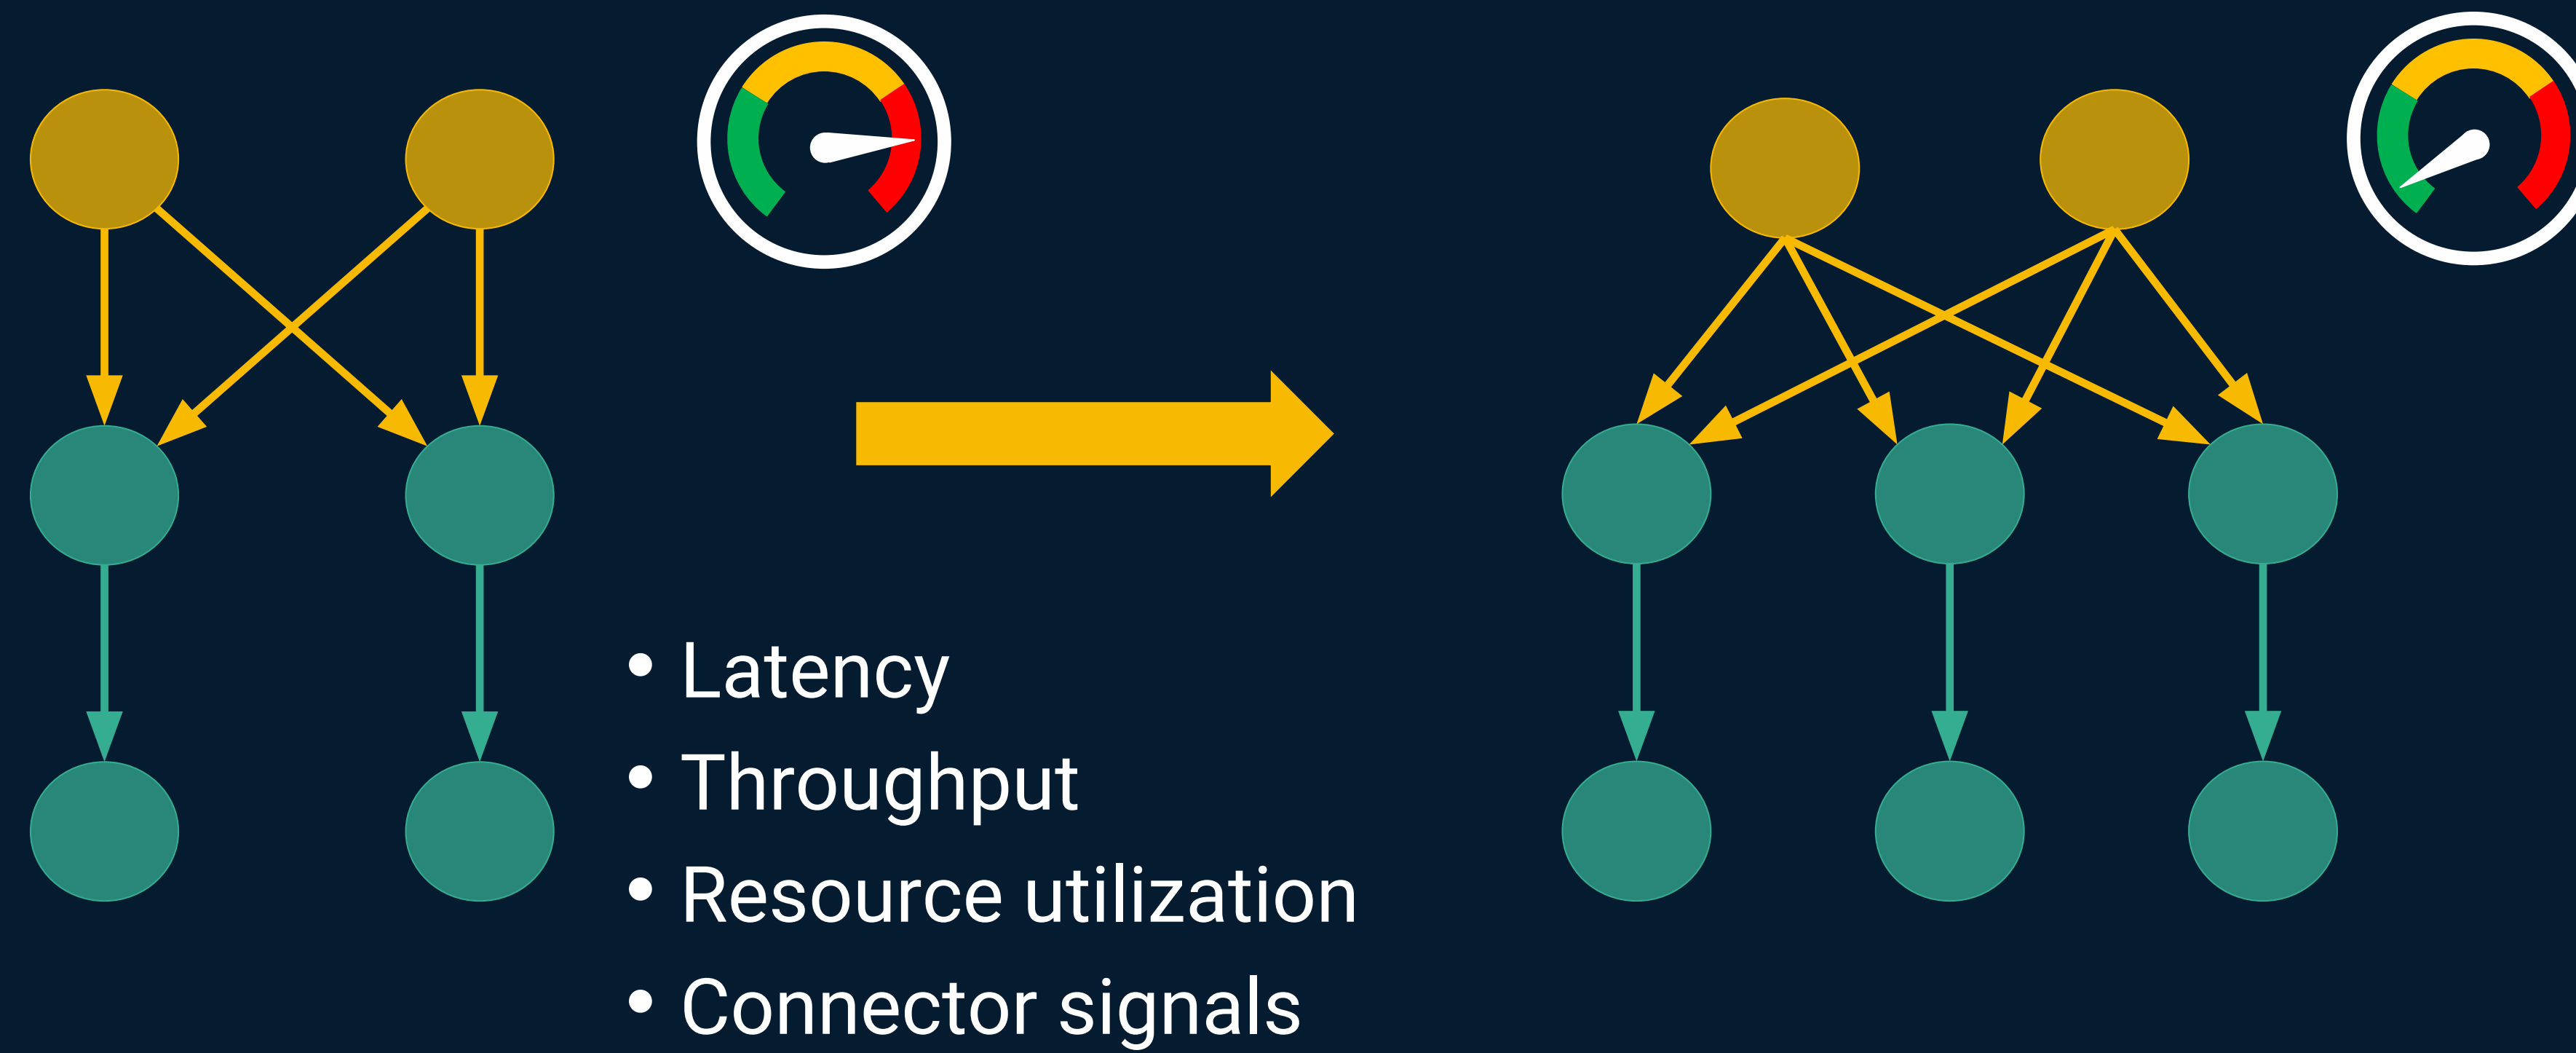 • Latency
• Throughput
• Resource utilization
• Connector signals